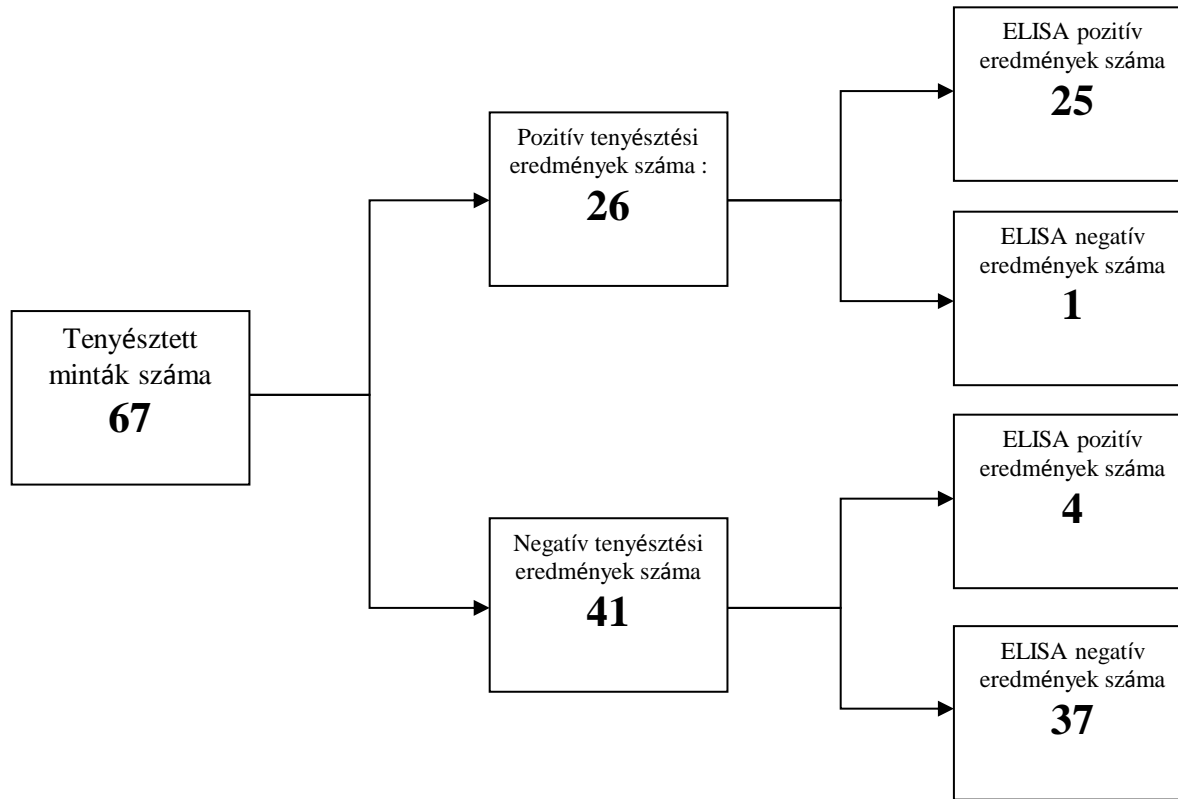 Tenyésztett
minták száma
67
Pozitív tenyésztési
eredmények száma :
26
Negatív tenyésztési
eredmények száma
41
ELISA pozitív
eredmények száma
25
ELISA negatív
eredmények száma
1
ELISA pozitív
eredmények száma
4
ELISA negatív
eredmények száma
37